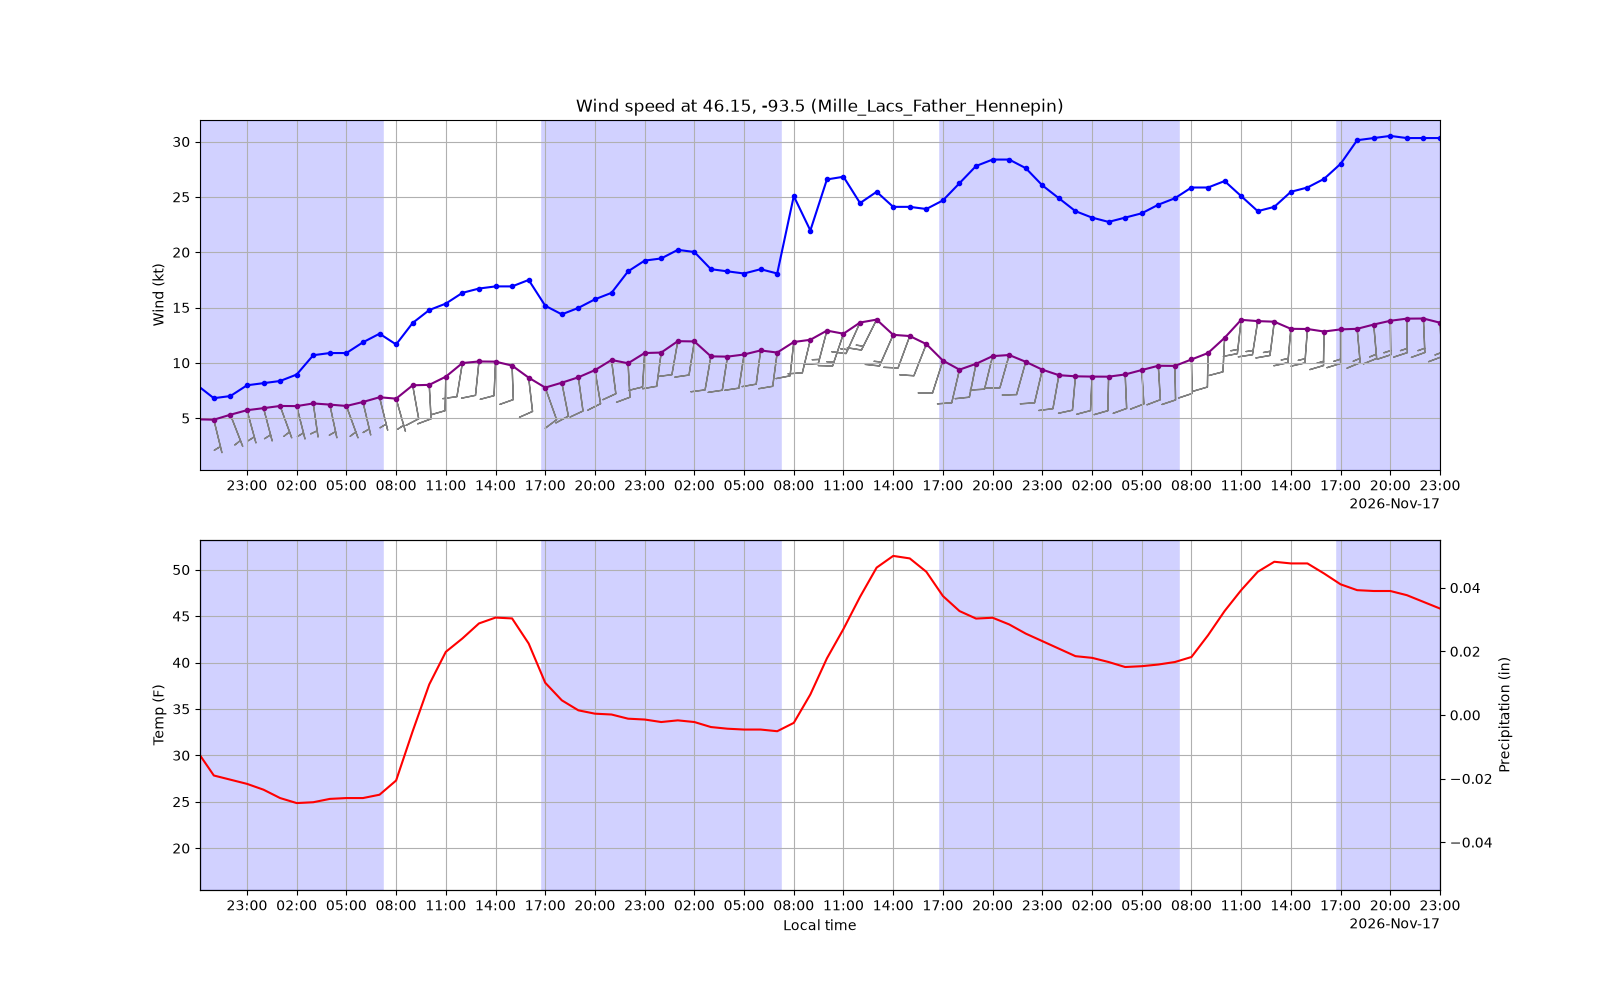 Wind speed at 46.15, -93.5 (Mille_Lacs_Father_Hennepin)
Wind (kt)
30
25
20
15
10
5
23:00 02:00 05:00 08:00 11:00 14:00 17:00 20:00 23:00 02:00 05:00 08:00 11:00 14:00 17:00 20:00 23:00 02:00 05:00 08:00 11:00 14:00 17:00 20:00 23:00
2026-Nov-17
Temp (F)
50
45
40
35
30
25
20
0.04
0.02
0.00
−0.02
−0.04
Precipitation (in)
23:00 02:00 05:00 08:00 11:00 14:00 17:00 20:00 23:00 02:00 05:00 08:00 11:00 14:00 17:00 20:00 23:00 02:00 05:00 08:00 11:00 14:00 17:00 20:00 23:00
Local time
2026-Nov-17